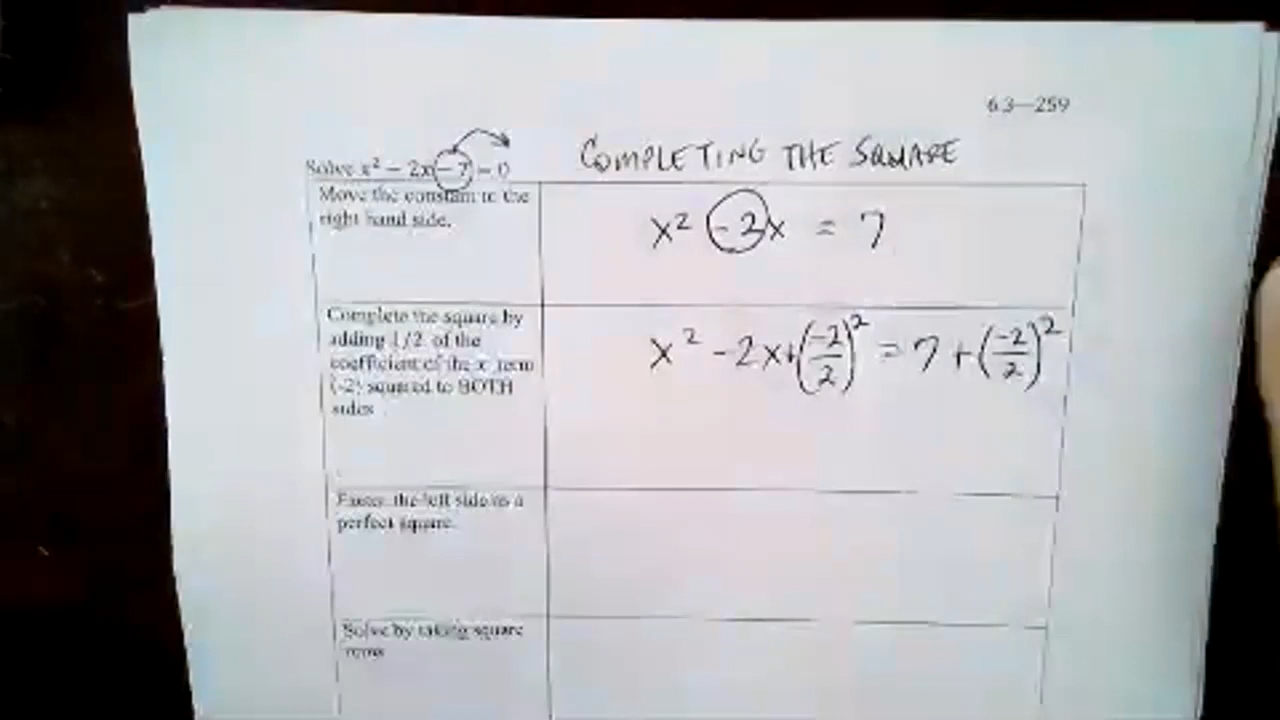 6.3—259
COMPLETING THE SQUARE
Solve x² − 2x − 7 = 0
Move the constant to the
right hand side.
x² -2x = 7
Complete the square by
adding 1/2 of the
coefficient of the x term
(-2) squared to BOTH
sides
x² - 2x + (-2/2)² = 7 + (-2/2)²
Factor the left side as a
perfect square.
Solve by taking square
roots